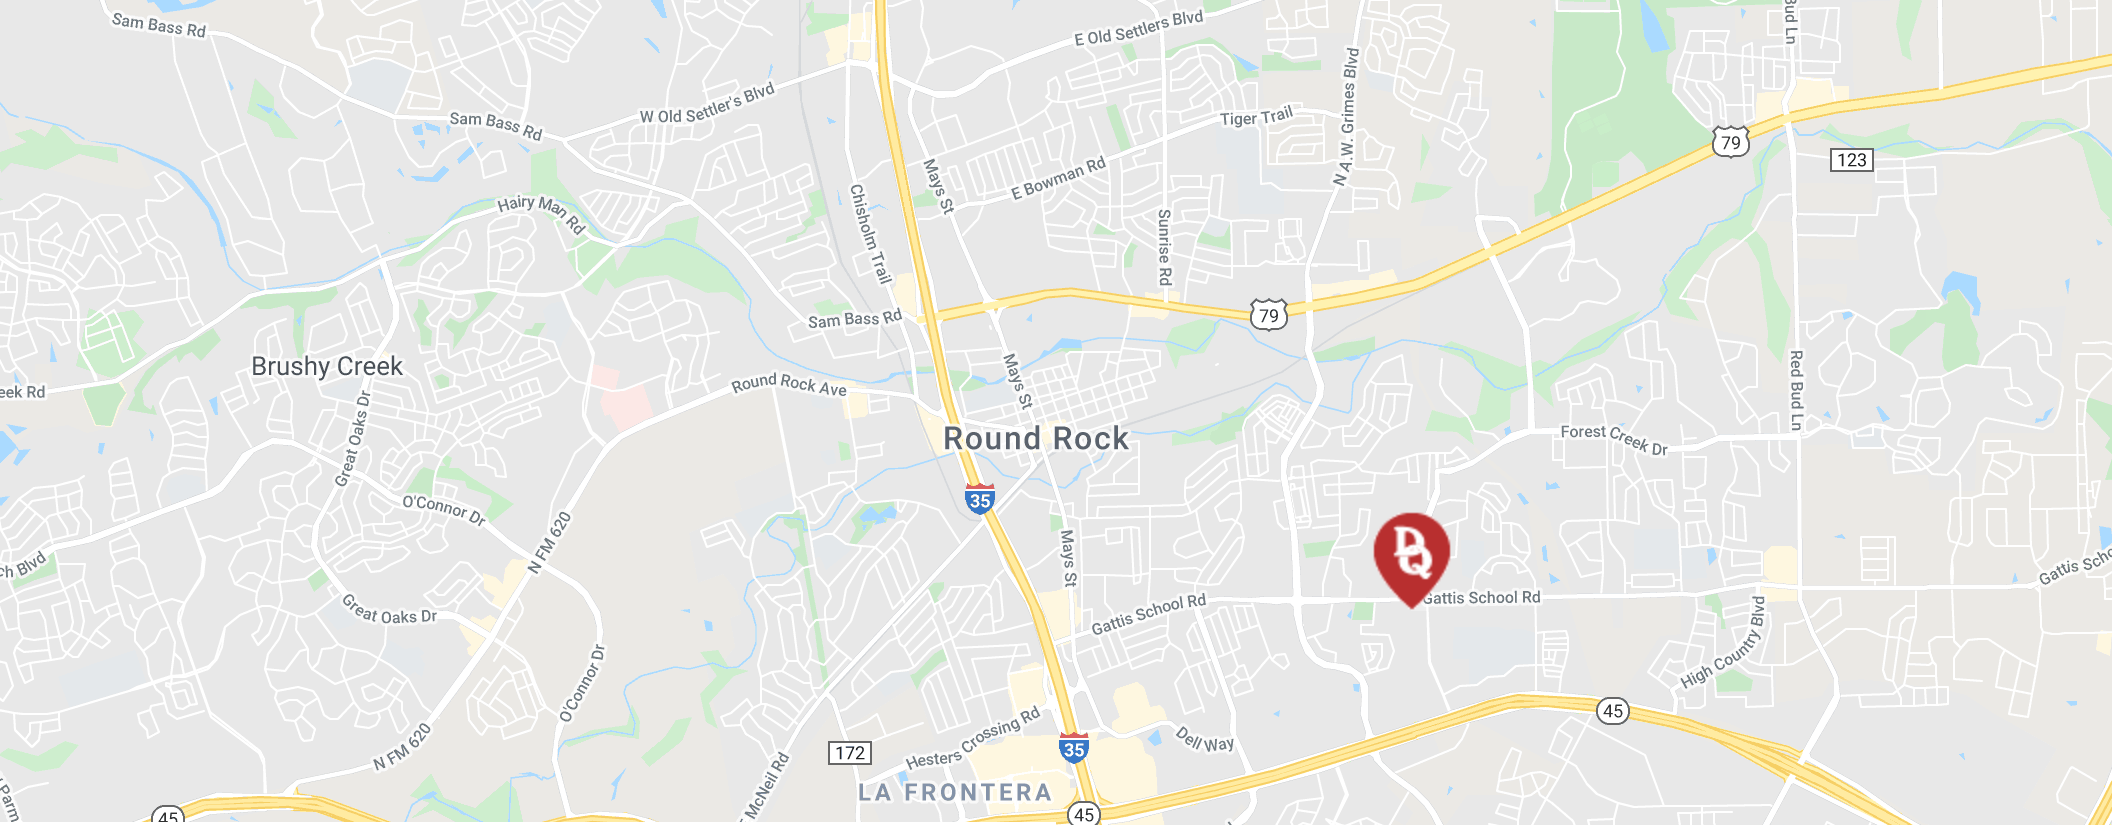 Sam Bass Rd
E Old Settlers Blvd
Bud Ln
W Old Settler's Blvd
Sam Bass Rd
Tiger Trail
N A.W. Grimes Blvd
79
123
Mays St
E Bowman Rd
Hairy Man Rd
Chisholm Trail
Sunrise Rd
Sam Bass Rd
79
Brushy Creek
eek Rd
Round Rock Ave
Mays St
Red Bud Ln
Great Oaks Dr
Round Rock
Forest Creek Dr
O'Connor Dr
35
N FM 620
Mays St
DQ
ch Blvd
Gattis Scho
Great Oaks Dr
Gattis School Rd
Gattis School Rd
High Country Blvd
O'Connor Dr
45
N FM 620
172
Hesters Crossing Rd
35
Dell Way
McNeil Rd
LA FRONTERA
Parm
45
45